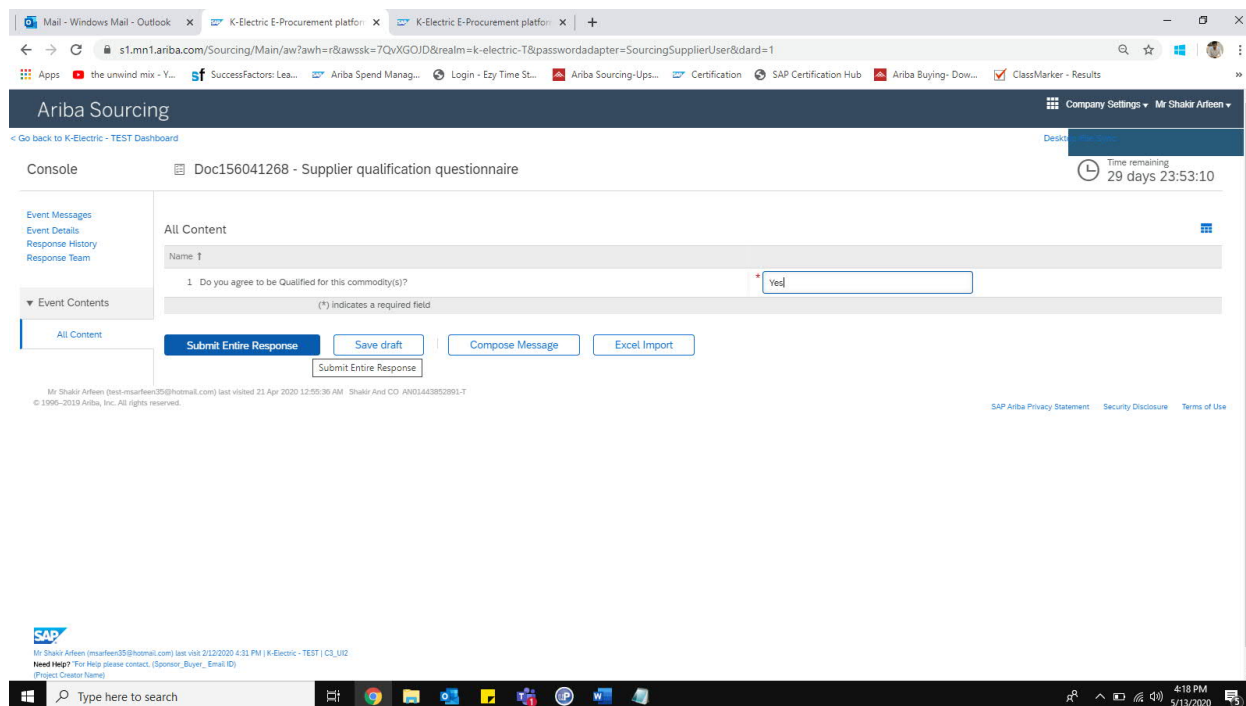 Mail - Windows Mail - Outlook
K-Electric E-Procurement platfor
K-Electric E-Procurement platfor
s1.mn1.ariba.com/Sourcing/Main/aw?awh=r&awssk=7QvXGOJD&realm=k-electric-T&passwordadapter=SourcingSupplierUser&dard=1
Apps the unwind mix - Y... SuccessFactors: Lea... Ariba Spend Manag... Login - Ezy Time St... Ariba Sourcing-Ups... Certification SAP Certification Hub Ariba Buying- Dow... ClassMarker - Results »
Ariba Sourcing
Company Settings Mr Shakir Arfeen
< Go back to K-Electric - TEST Dashboard
Console
Doc156041268 - Supplier qualification questionnaire
Time remaining
29 days 23:53:10
Event Messages
Event Details
Response History
Response Team
Event Contents
All Content
All Content
Name ↑
1 Do you agree to be Qualified for this commodity(s)?
* Yes
(*) indicates a required field
Submit Entire Response Save draft Compose Message Excel Import
Submit Entire Response
Mr Shakir Arfeen (test-msarfeen35@hotmail.com) last visited 21 Apr 2020 12:55:36 AM Shakir And CO AN01443852891-T
© 1996–2019 Ariba, Inc. All rights reserved.
SAP Ariba Privacy Statement Security Disclosure Terms of Use
SAP
Mr Shakir Arfeen (msarfeen35@hotmail.com) last visit 2/12/2020 4:31 PM | K-Electric - TEST | C3_UI2
Need Help? "For Help please contact. (Sponsor_Buyer_ Email ID)
(Project Creator Name)
Type here to search
4:18 PM
5/13/2020